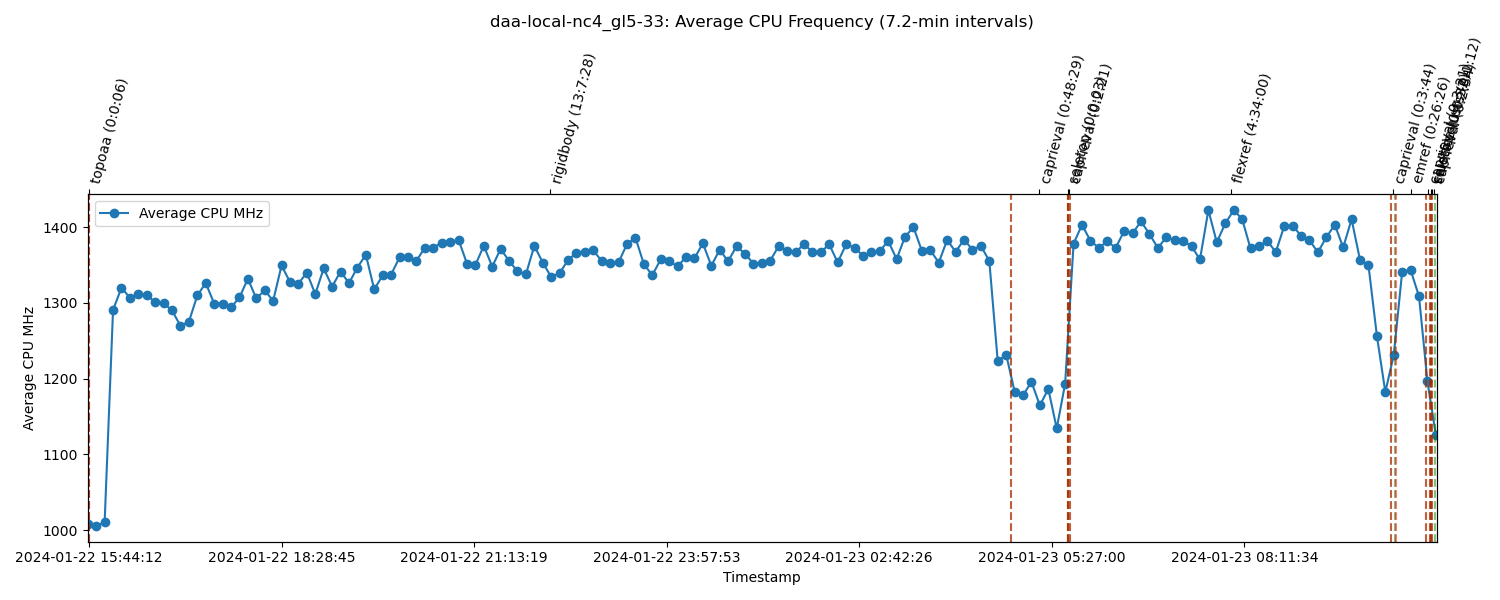 daa-local-nc4_gl5-33: Average CPU Frequency (7.2-min intervals)
topoaa (0:0:06)
rigidbody (13:7:28)
caprieval (0:48:29)
caprieval (0:2:21)
flexref (4:34:00)
caprieval (0:3:44)
emref (0:26:26)
Average CPU MHz
Average CPU MHz
1400
1300
1200
1100
1000
2024-01-22 15:44:12
2024-01-22 18:28:45
2024-01-22 21:13:19
2024-01-22 23:57:53
2024-01-23 02:42:26
2024-01-23 05:27:00
2024-01-23 08:11:34
Timestamp